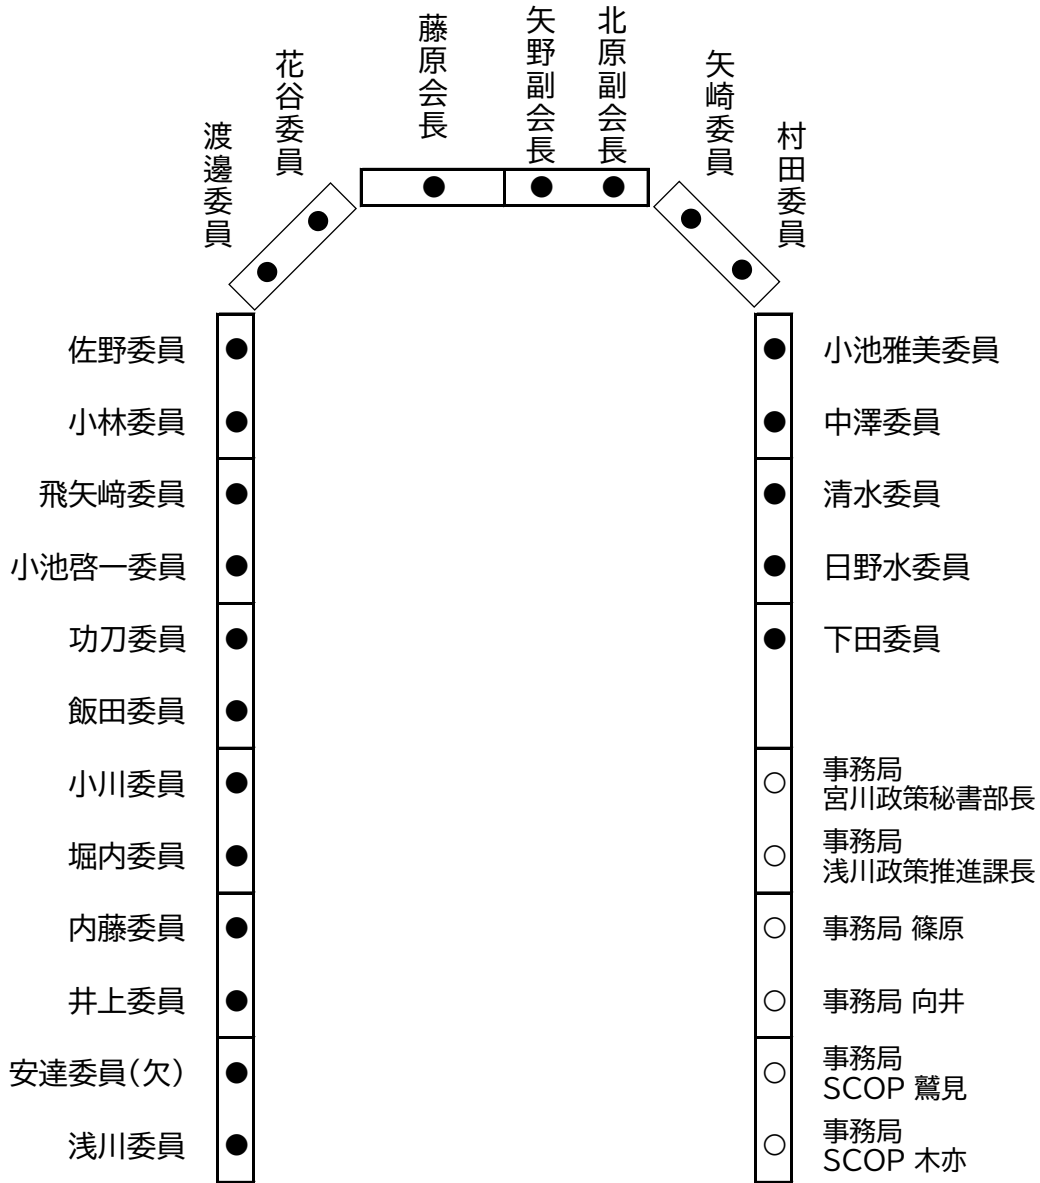 藤原会長
矢野副会長
北原副会長
花谷委員
矢崎委員
渡邊委員
村田委員
佐野委員
小池雅美委員
小林委員
中澤委員
飛矢﨑委員
清水委員
小池啓一委員
日野水委員
功刀委員
下田委員
飯田委員
小川委員
事務局
宮川政策秘書部長
堀内委員
事務局
浅川政策推進課長
内藤委員
事務局 篠原
井上委員
事務局 向井
安達委員(欠)
事務局
SCOP 鷲見
浅川委員
事務局
SCOP 木亦